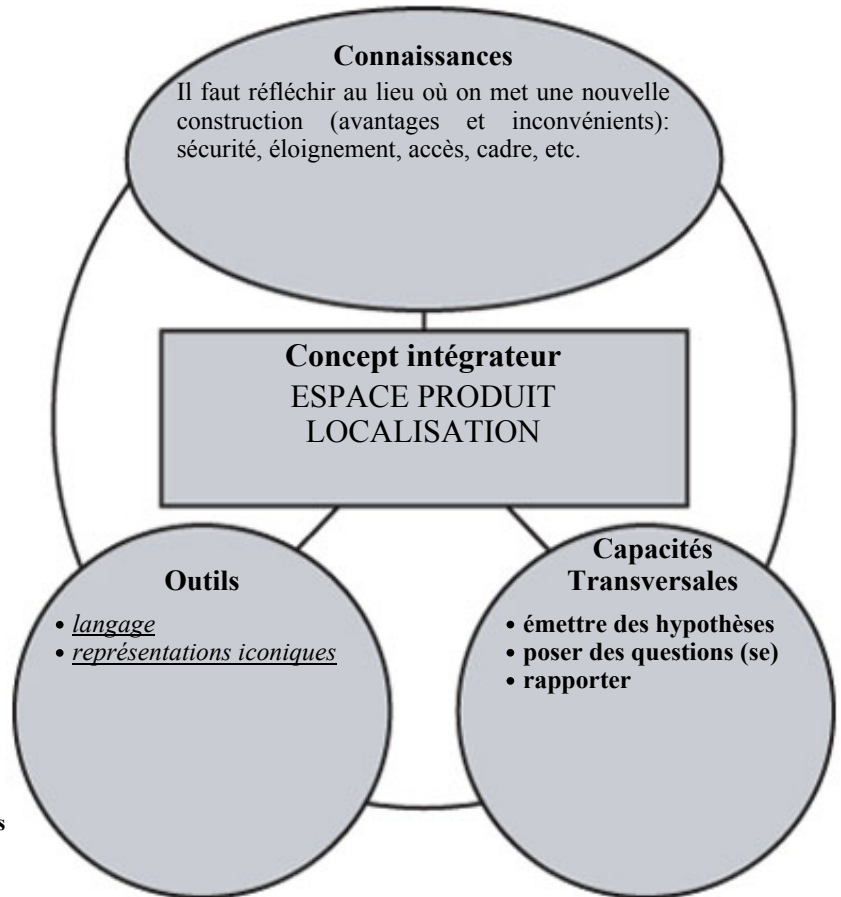 Connaissances
Il faut réfléchir au lieu où on met une nouvelle
construction (avantages et inconvénients):
sécurité, éloignement, accès, cadre, etc.
Concept intégrateur
ESPACE PRODUIT
LOCALISATION
Outils
• langage
• représentations iconiques
Capacités
Transversales
• émettre des hypothèses
• poser des questions (se)
• rapporter
s